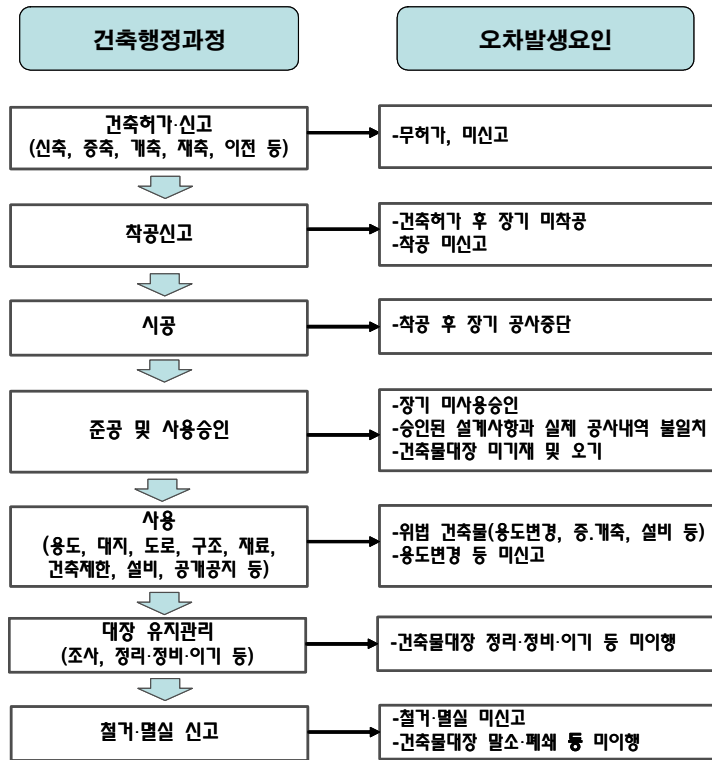 건축행정과정
오차발생요인
건축허가·신고
(신축, 증축, 개축, 재축, 이전 등)
-무허가, 미신고
착공신고
-건축허가 후 장기 미착공
-착공 미신고
시공
-착공 후 장기 공사중단
준공 및 사용승인
-장기 미사용승인
-승인된 설계사항과 실제 공사내역 불일치
-건축물대장 미기재 및 오기
사용
(용도, 대지, 도로, 구조, 재료,
건축제한, 설비, 공개공지 등)
-위법 건축물(용도변경, 증.개축, 설비 등)
-용도변경 등 미신고
대장 유지관리
(조사, 정리·정비·이기 등)
-건축물대장 정리·정비·이기 등 미이행
철거·멸실 신고
-철거·멸실 미신고
-건축물대장 말소·폐쇄 등 미이행